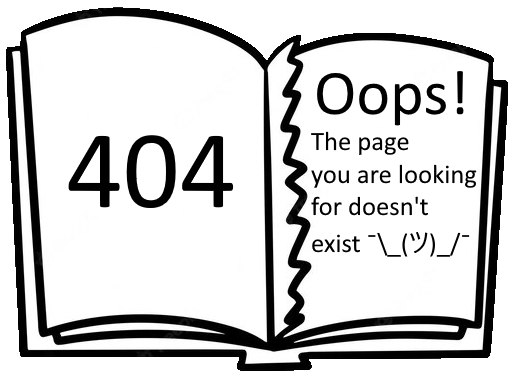 404
Oops!
The page
you are looking
for doesn't
exist ¯\_(ツ)_/¯